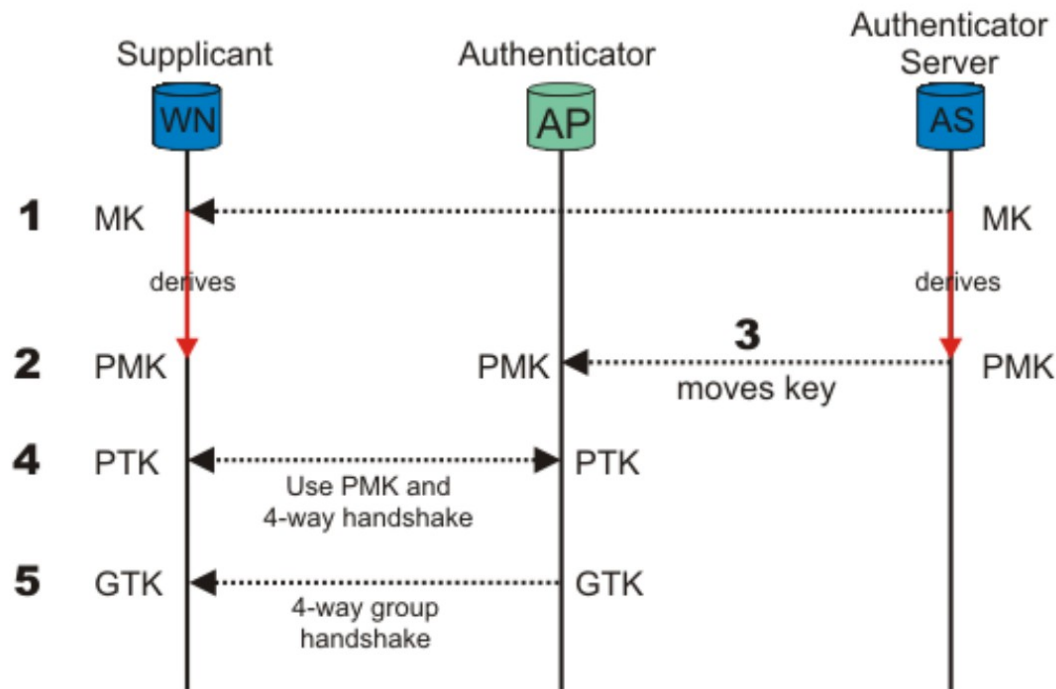 Supplicant
Authenticator
Authenticator
Server
WN
AP
AS
1
MK
MK
derives
derives
3
2
PMK
PMK
moves key
PMK
4
PTK
PTK
Use PMK and
4-way handshake
5
GTK
GTK
4-way group
handshake